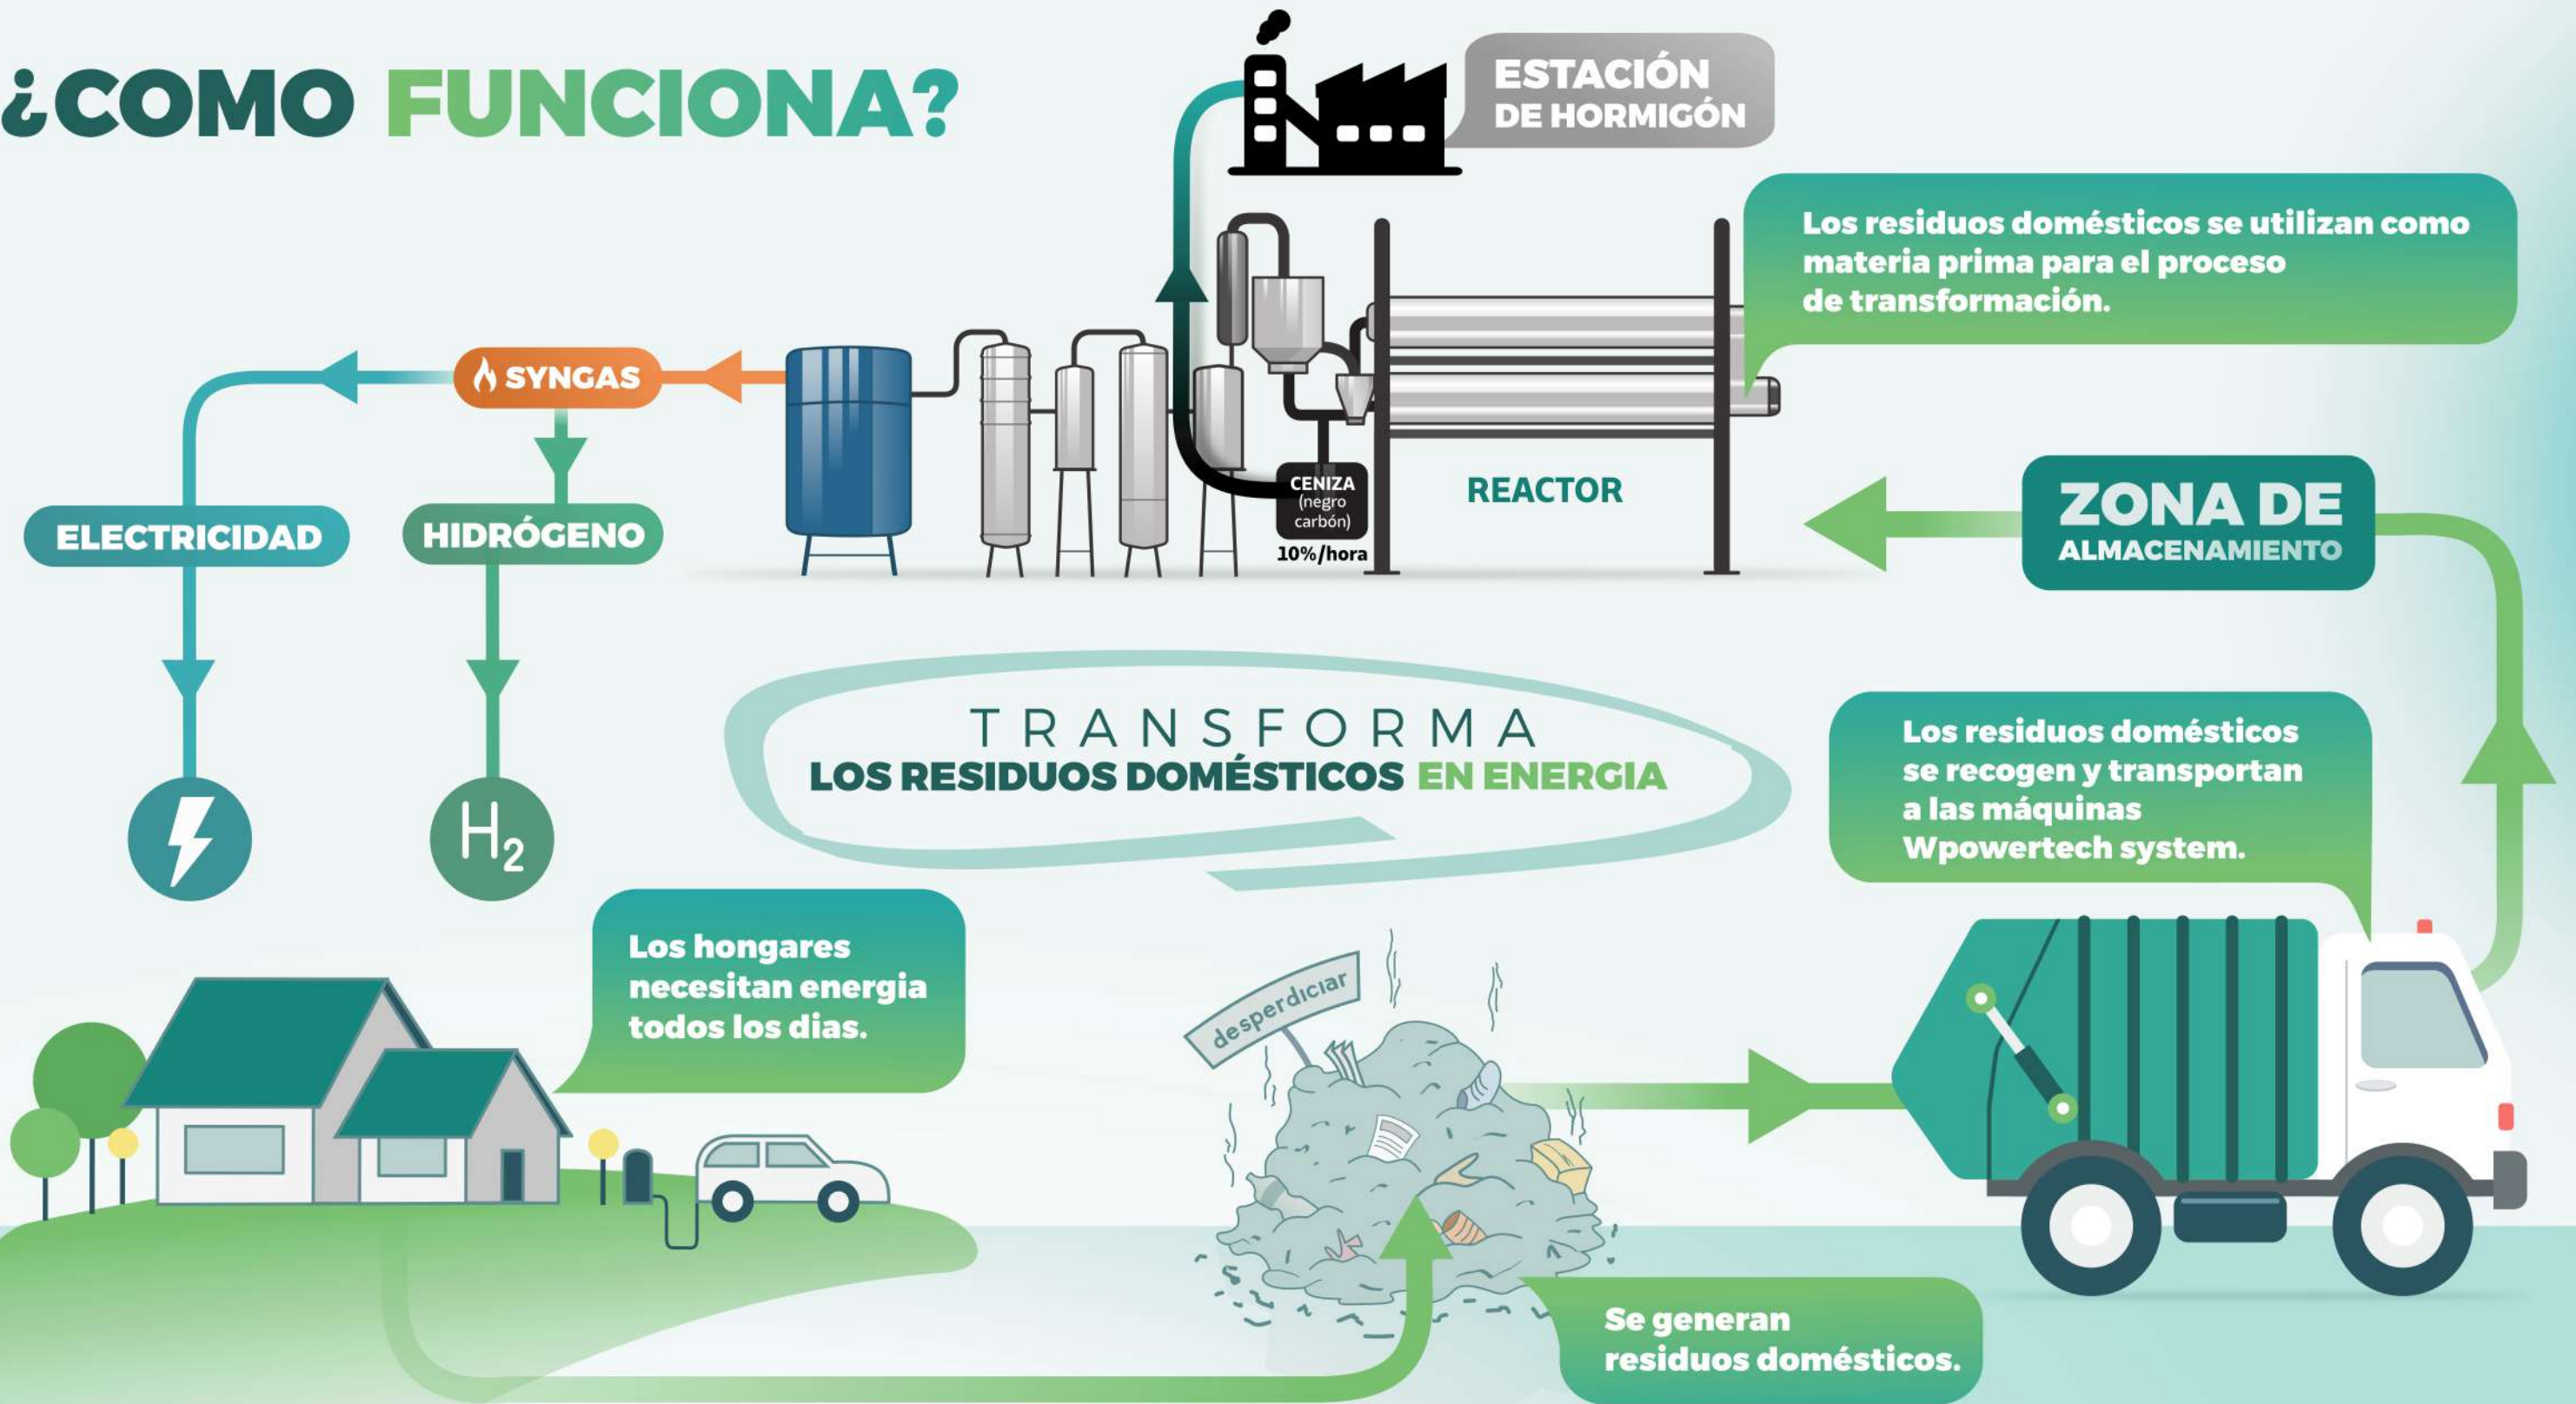 ¿COMO FUNCIONA?
ESTACIÓN
DE HORMIGÓN
Los residuos domésticos se utilizan como
materia prima para el proceso
de transformación.
SYNGAS
ELECTRICIDAD
HIDRÓGENO
CENIZA
(negro
carbón)
10%/hora
REACTOR
ZONA DE
ALMACENAMIENTO
TRANSFORMA
LOS RESIDUOS DOMÉSTICOS EN ENERGIA
Los residuos domésticos
se recogen y transportan
a las máquinas
Wpowertech system.
H₂
Los hongares
necesitan energia
todos los dias.
desperdiciar
Se generan
residuos domésticos.